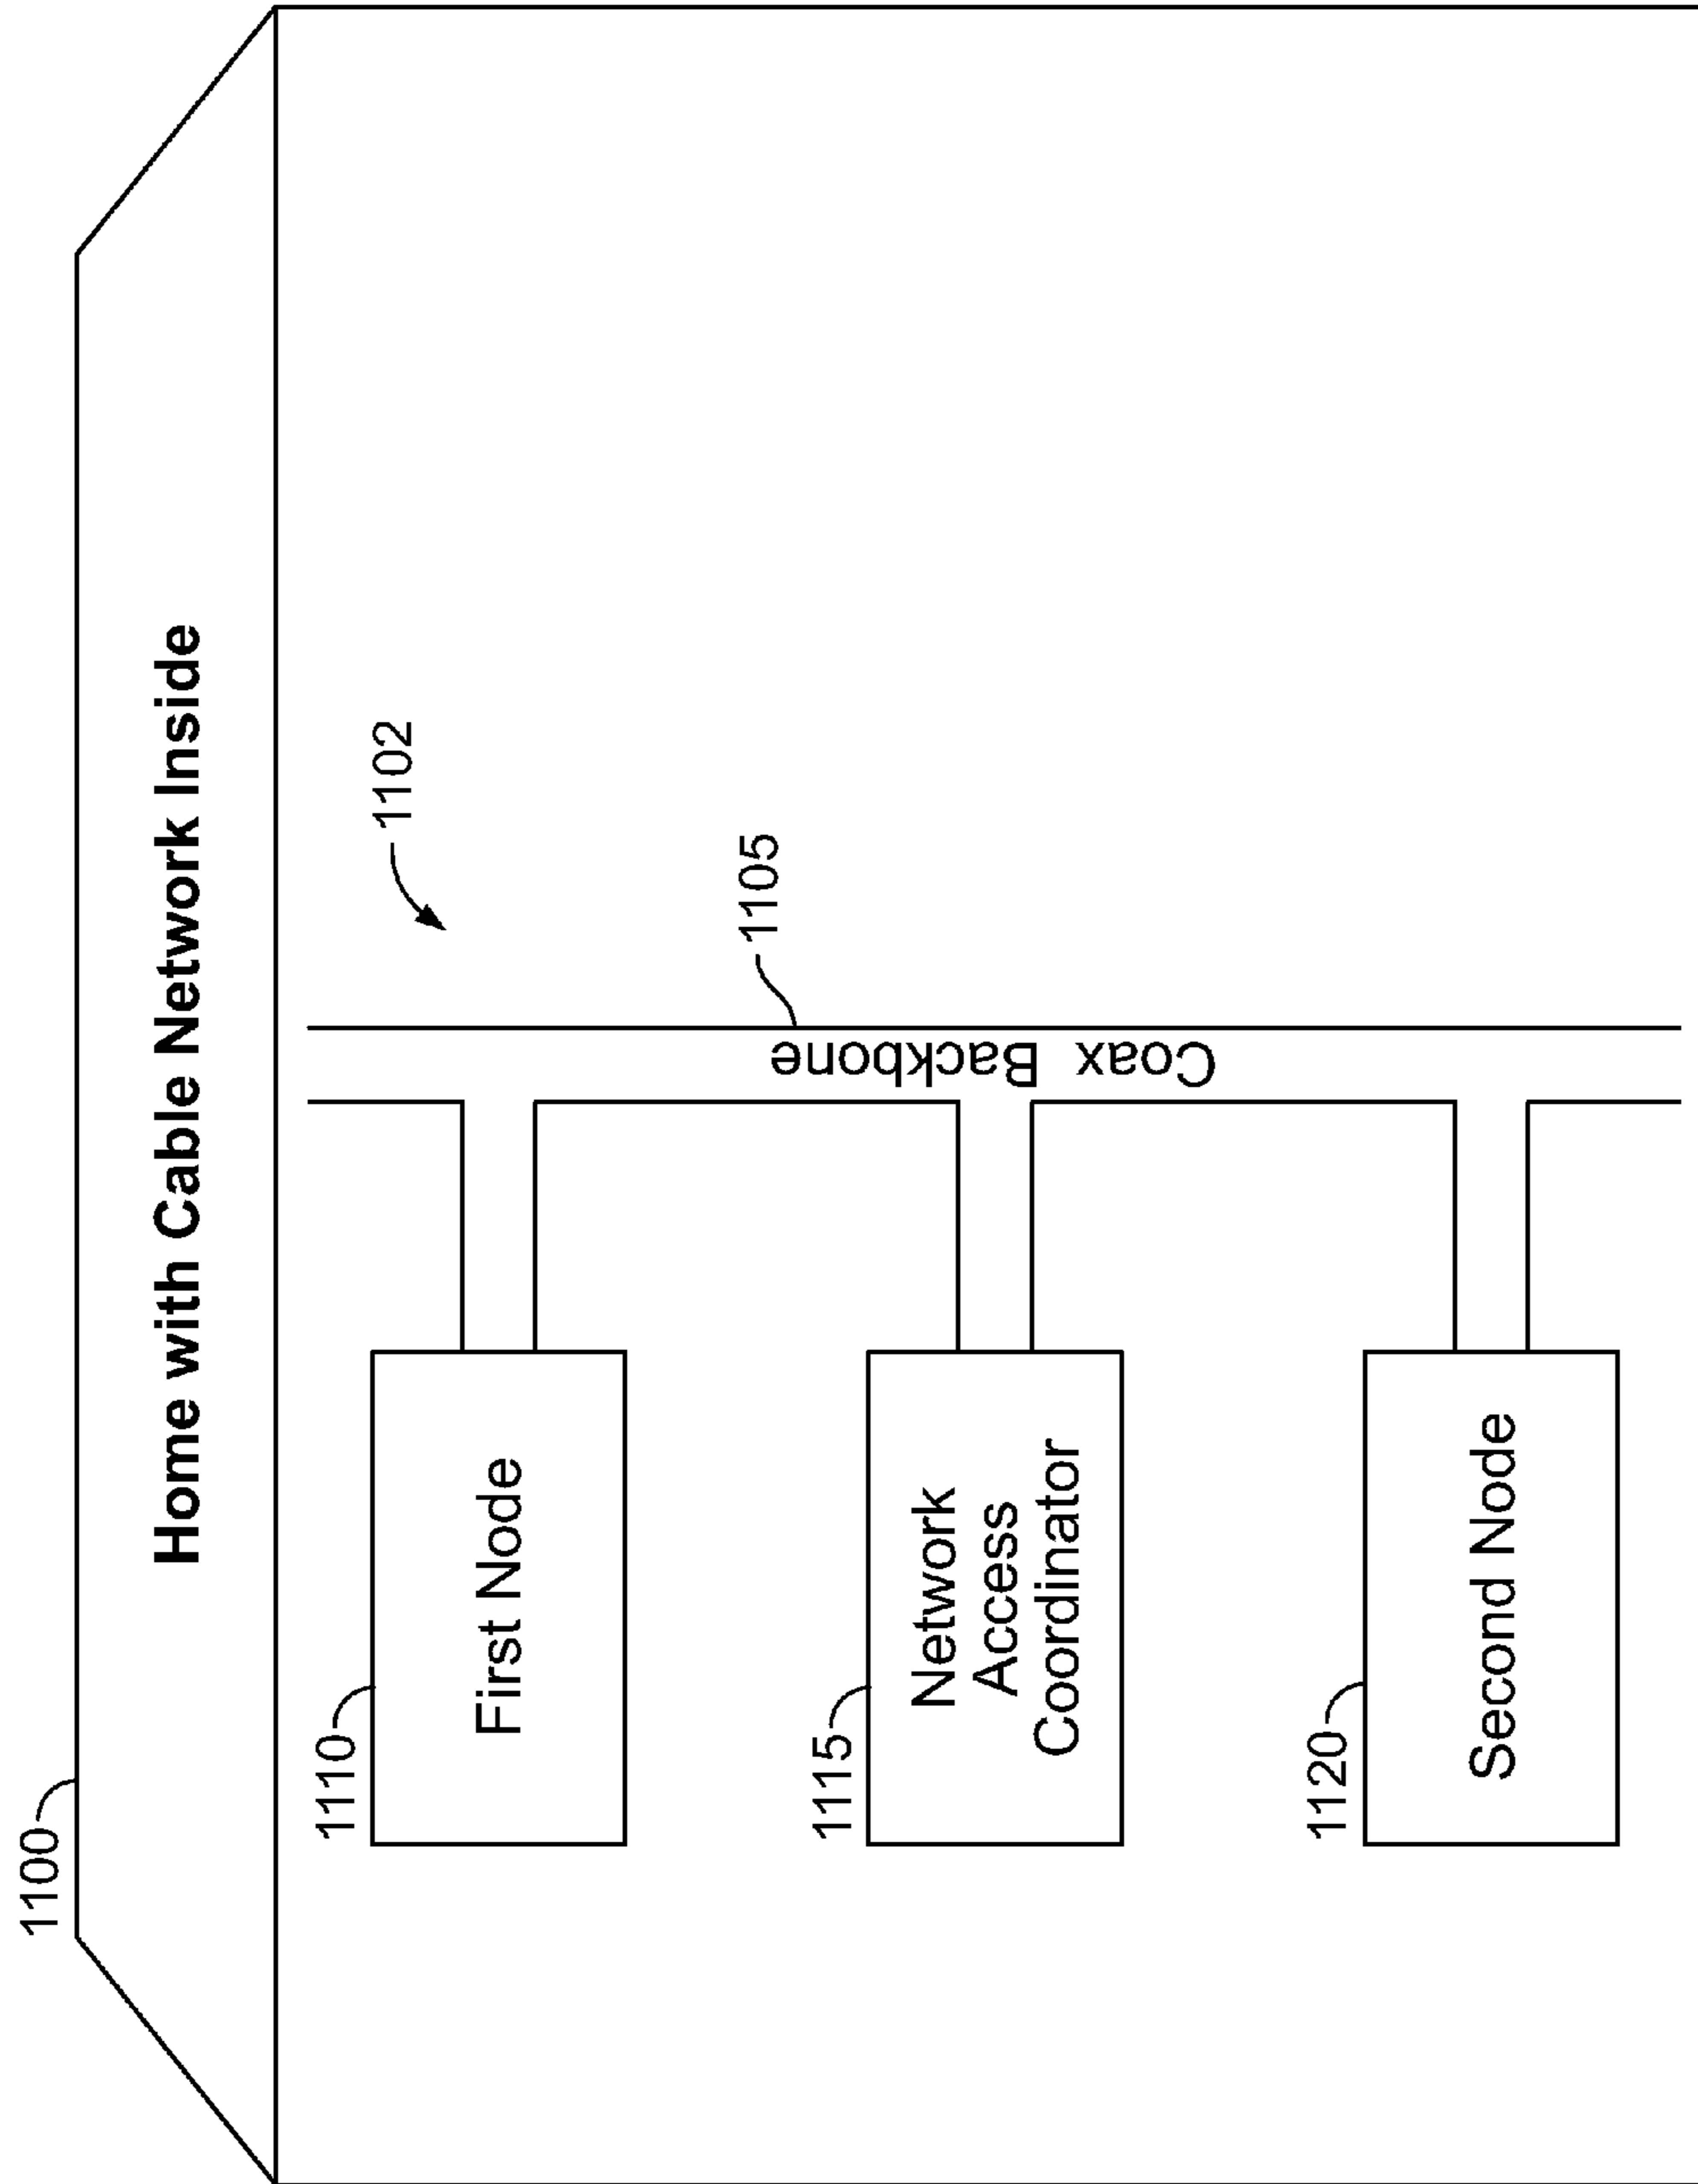 1100
Home with Cable Network Inside
1102
1110
First Node
1105
Coax Backbone
1115
Network
Access
Coordinator
1120
Second Node